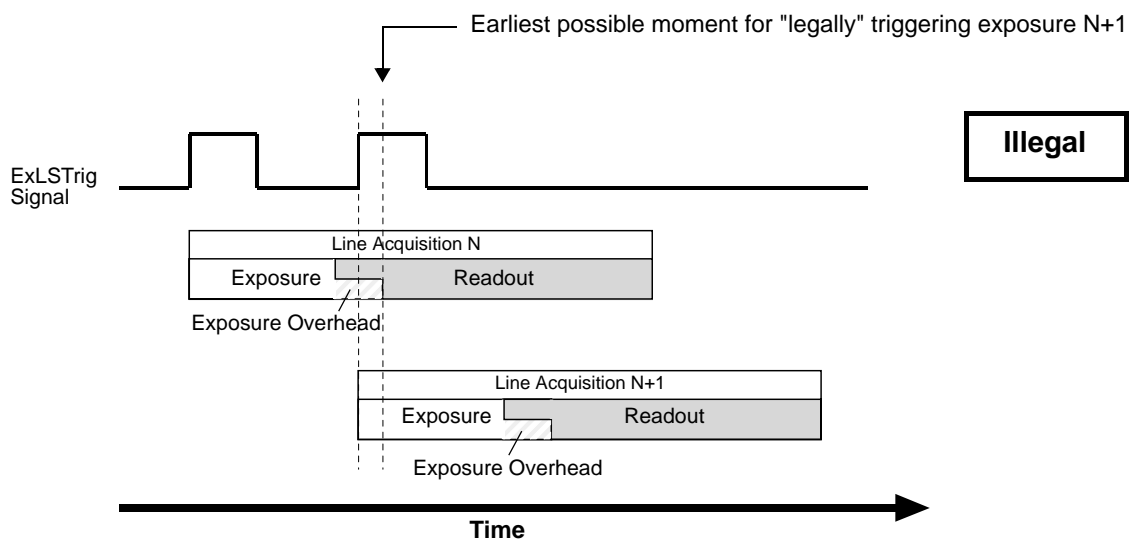 Earliest possible moment for "legally" triggering exposure N+1
Illegal
ExLSTrig
Signal
Line Acquisition N
Exposure
Readout
Exposure Overhead
Line Acquisition N+1
Exposure
Readout
Exposure Overhead
Time